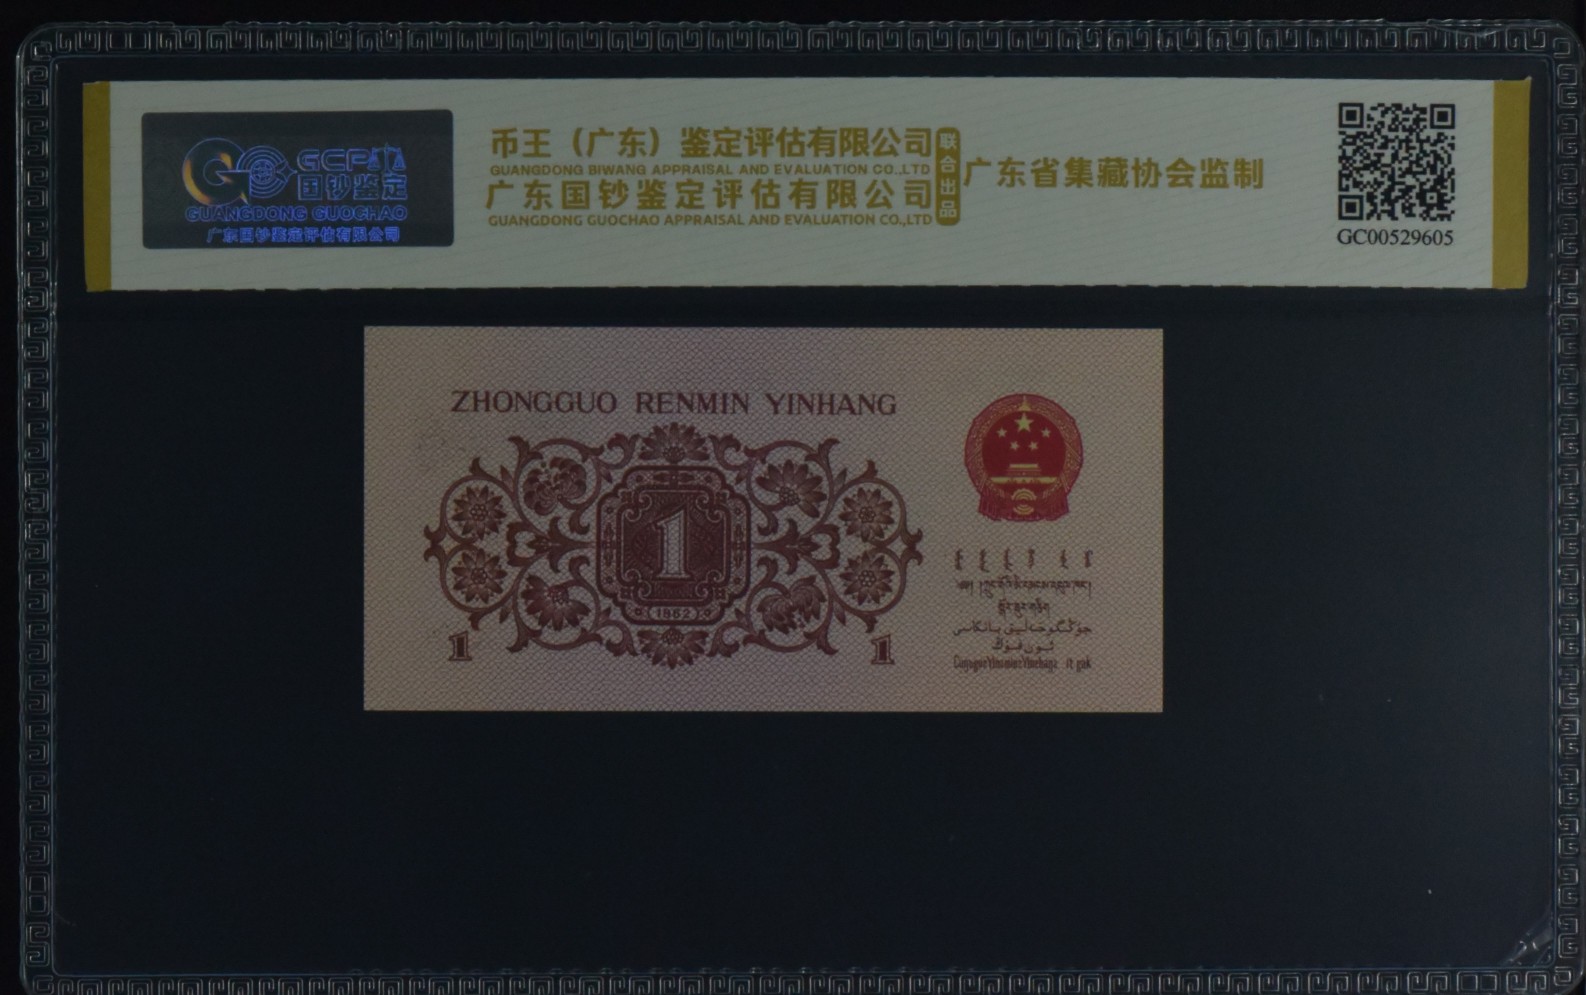 GCP
国钞鉴定
GUANGDONG GUOCHAO
广东国钞鉴定评估有限公司
币王（广东）鉴定评估有限公司
GUANGDONG BIWANG APPRAISAL AND EVALUATION CO.,LTD
广东国钞鉴定评估有限公司
GUANGDONG GUOCHAO APPRAISAL AND EVALUATION CO.,LTD
联合出品
广东省集藏协会监制
GC00529605
ZHONGGUO RENMIN YINHANG
1
(1962)
1
1